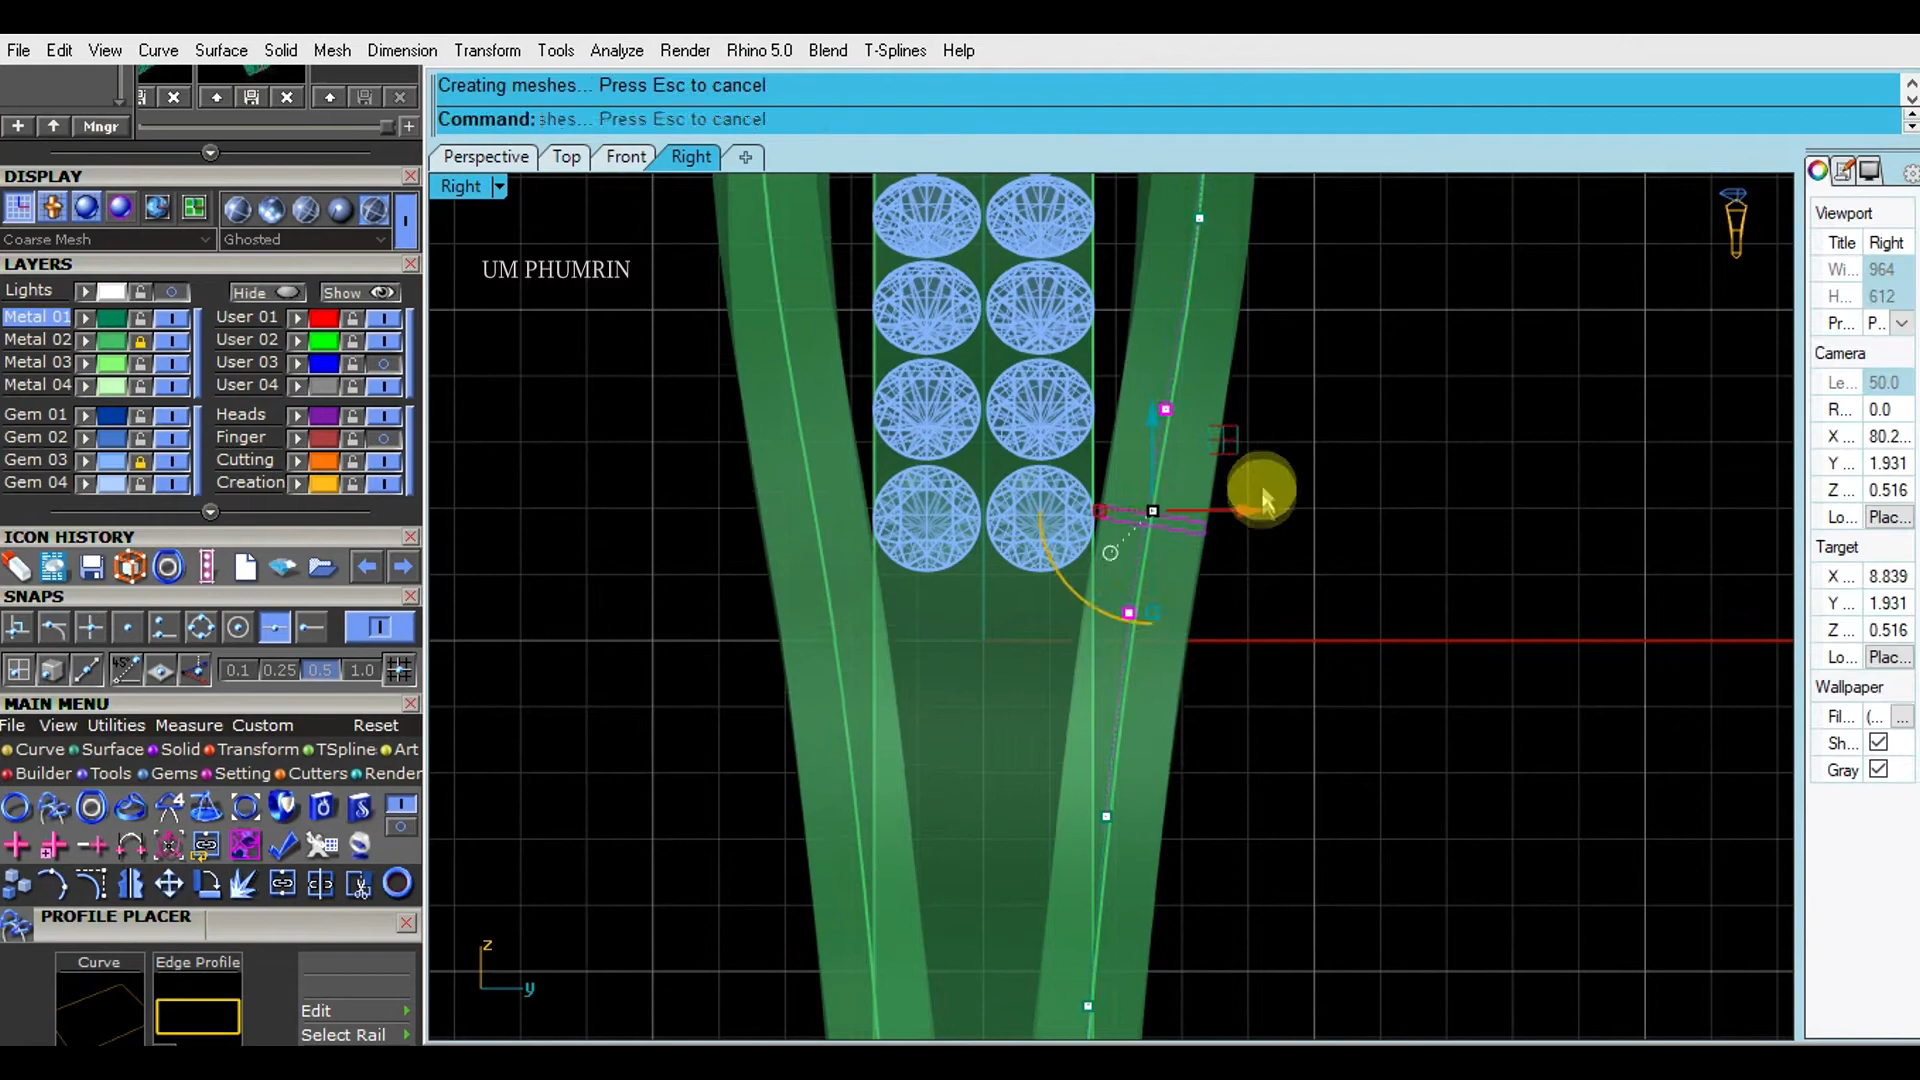 File Edit View Curve Surface Solid Mesh Dimension Transform Tools Analyze Render Rhino 5.0 Blend T-Splines Help
Creating meshes... Press Esc to cancel
Command: shes... Press Esc to cancel
Mngr
Perspective Top Front Right
Right
DISPLAY
Coarse Mesh Ghosted
LAYERS
Lights Hide Show
Metal 01 User 01
Metal 02 User 02
Metal 03 User 03
Metal 04 User 04
Gem 01 Heads
Gem 02 Finger
Gem 03 Cutting
Gem 04 Creation
ICON HISTORY
SNAPS
45° 0.1 0.25 0.5 1.0
MAIN MENU
File View Utilities Measure Custom Reset
Curve Surface Solid Transform TSpline Art
Builder Tools Gems Setting Cutters Render
PROFILE PLACER
Curve Edge Profile
Edit
Select Rail
UM PHUMRIN
z
y
Viewport
Title Right
Wi... 964
H... 612
Pr... P...
Camera
Le... 50.0
R... 0.0
X ... 80.2...
Y ... 1.931
Z ... 0.516
Lo... Plac...
Target
X ... 8.839
Y ... 1.931
Z ... 0.516
Lo... Plac...
Wallpaper
Fil... (... ...
Sh...
Gray